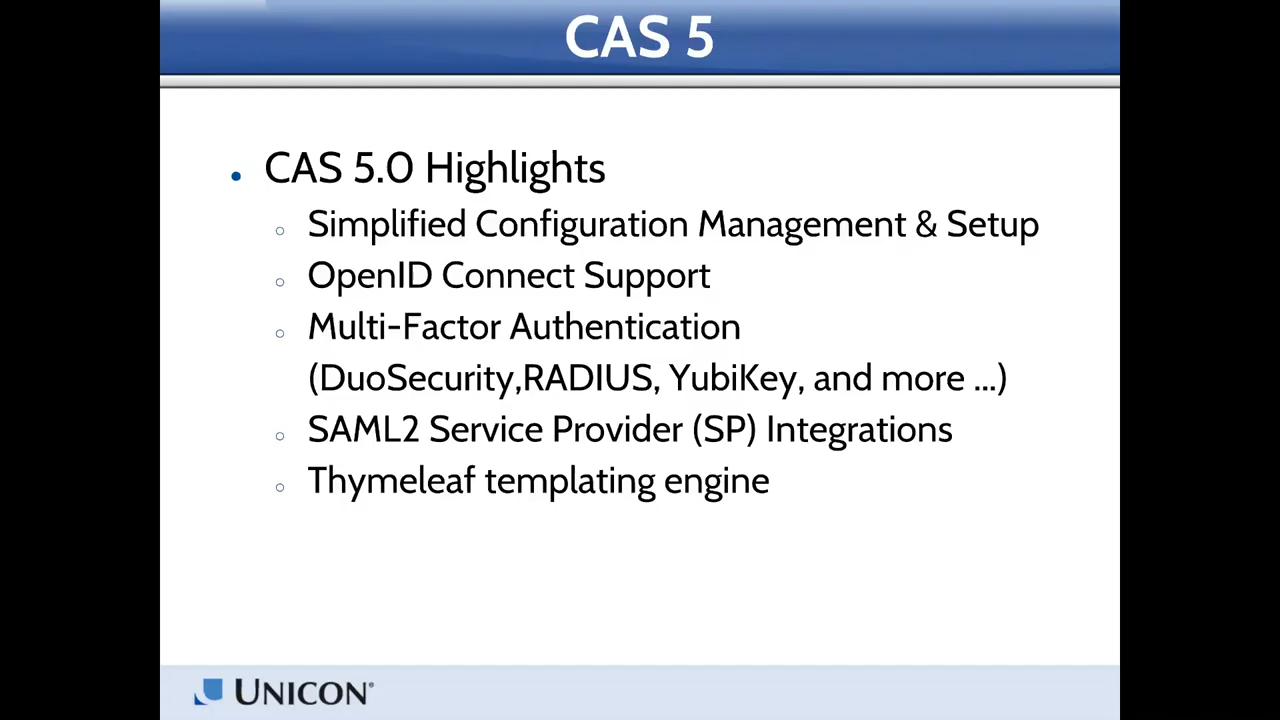 CAS 5
• CAS 5.0 Highlights
○ Simplified Configuration Management & Setup
○ OpenID Connect Support
○ Multi-Factor Authentication
(DuoSecurity,RADIUS, YubiKey, and more ...)
○ SAML2 Service Provider (SP) Integrations
○ Thymeleaf templating engine
UNICON®